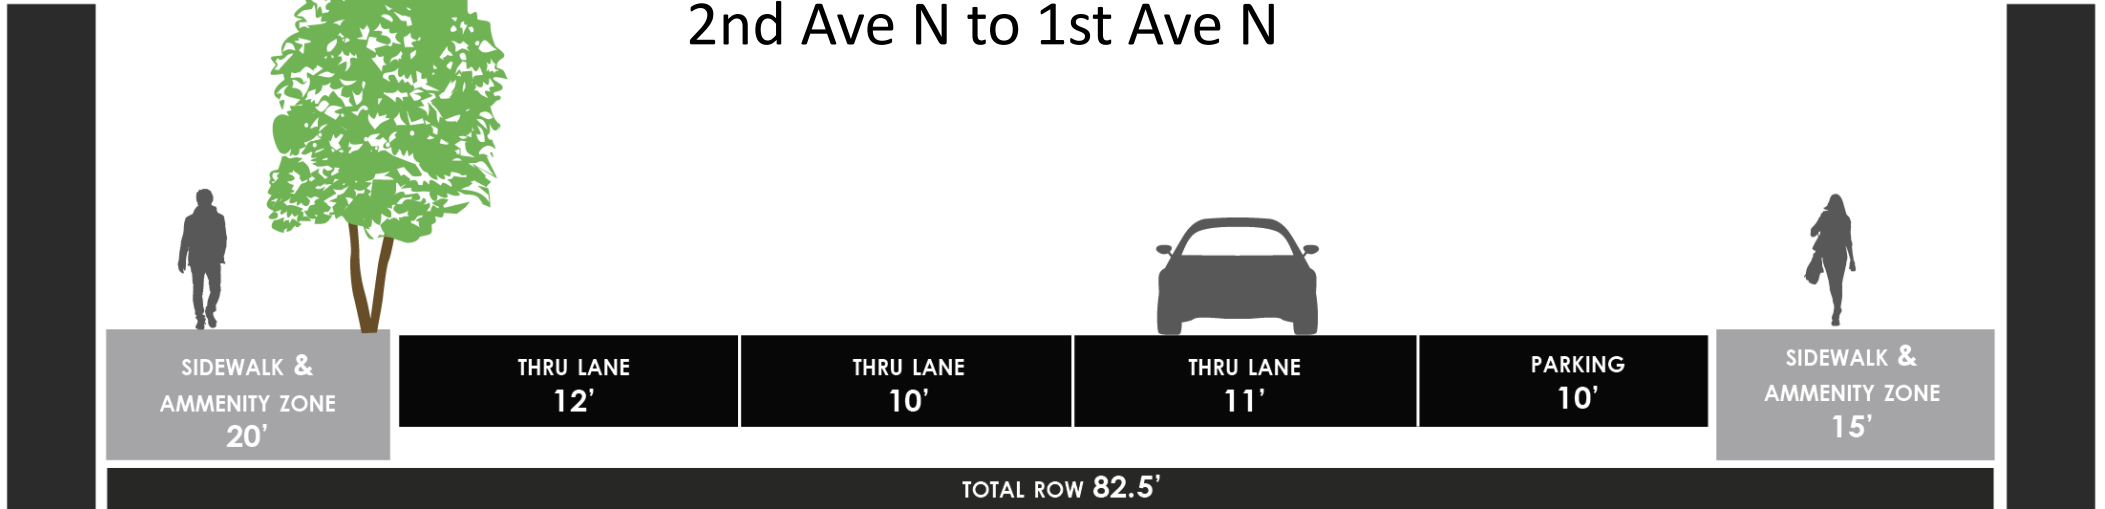 2nd Ave N to 1st Ave N
SIDEWALK &
AMMENITY ZONE
20'
THRU LANE
12'
THRU LANE
10'
THRU LANE
11'
PARKING
10'
SIDEWALK &
AMMENITY ZONE
15'
TOTAL ROW 82.5'